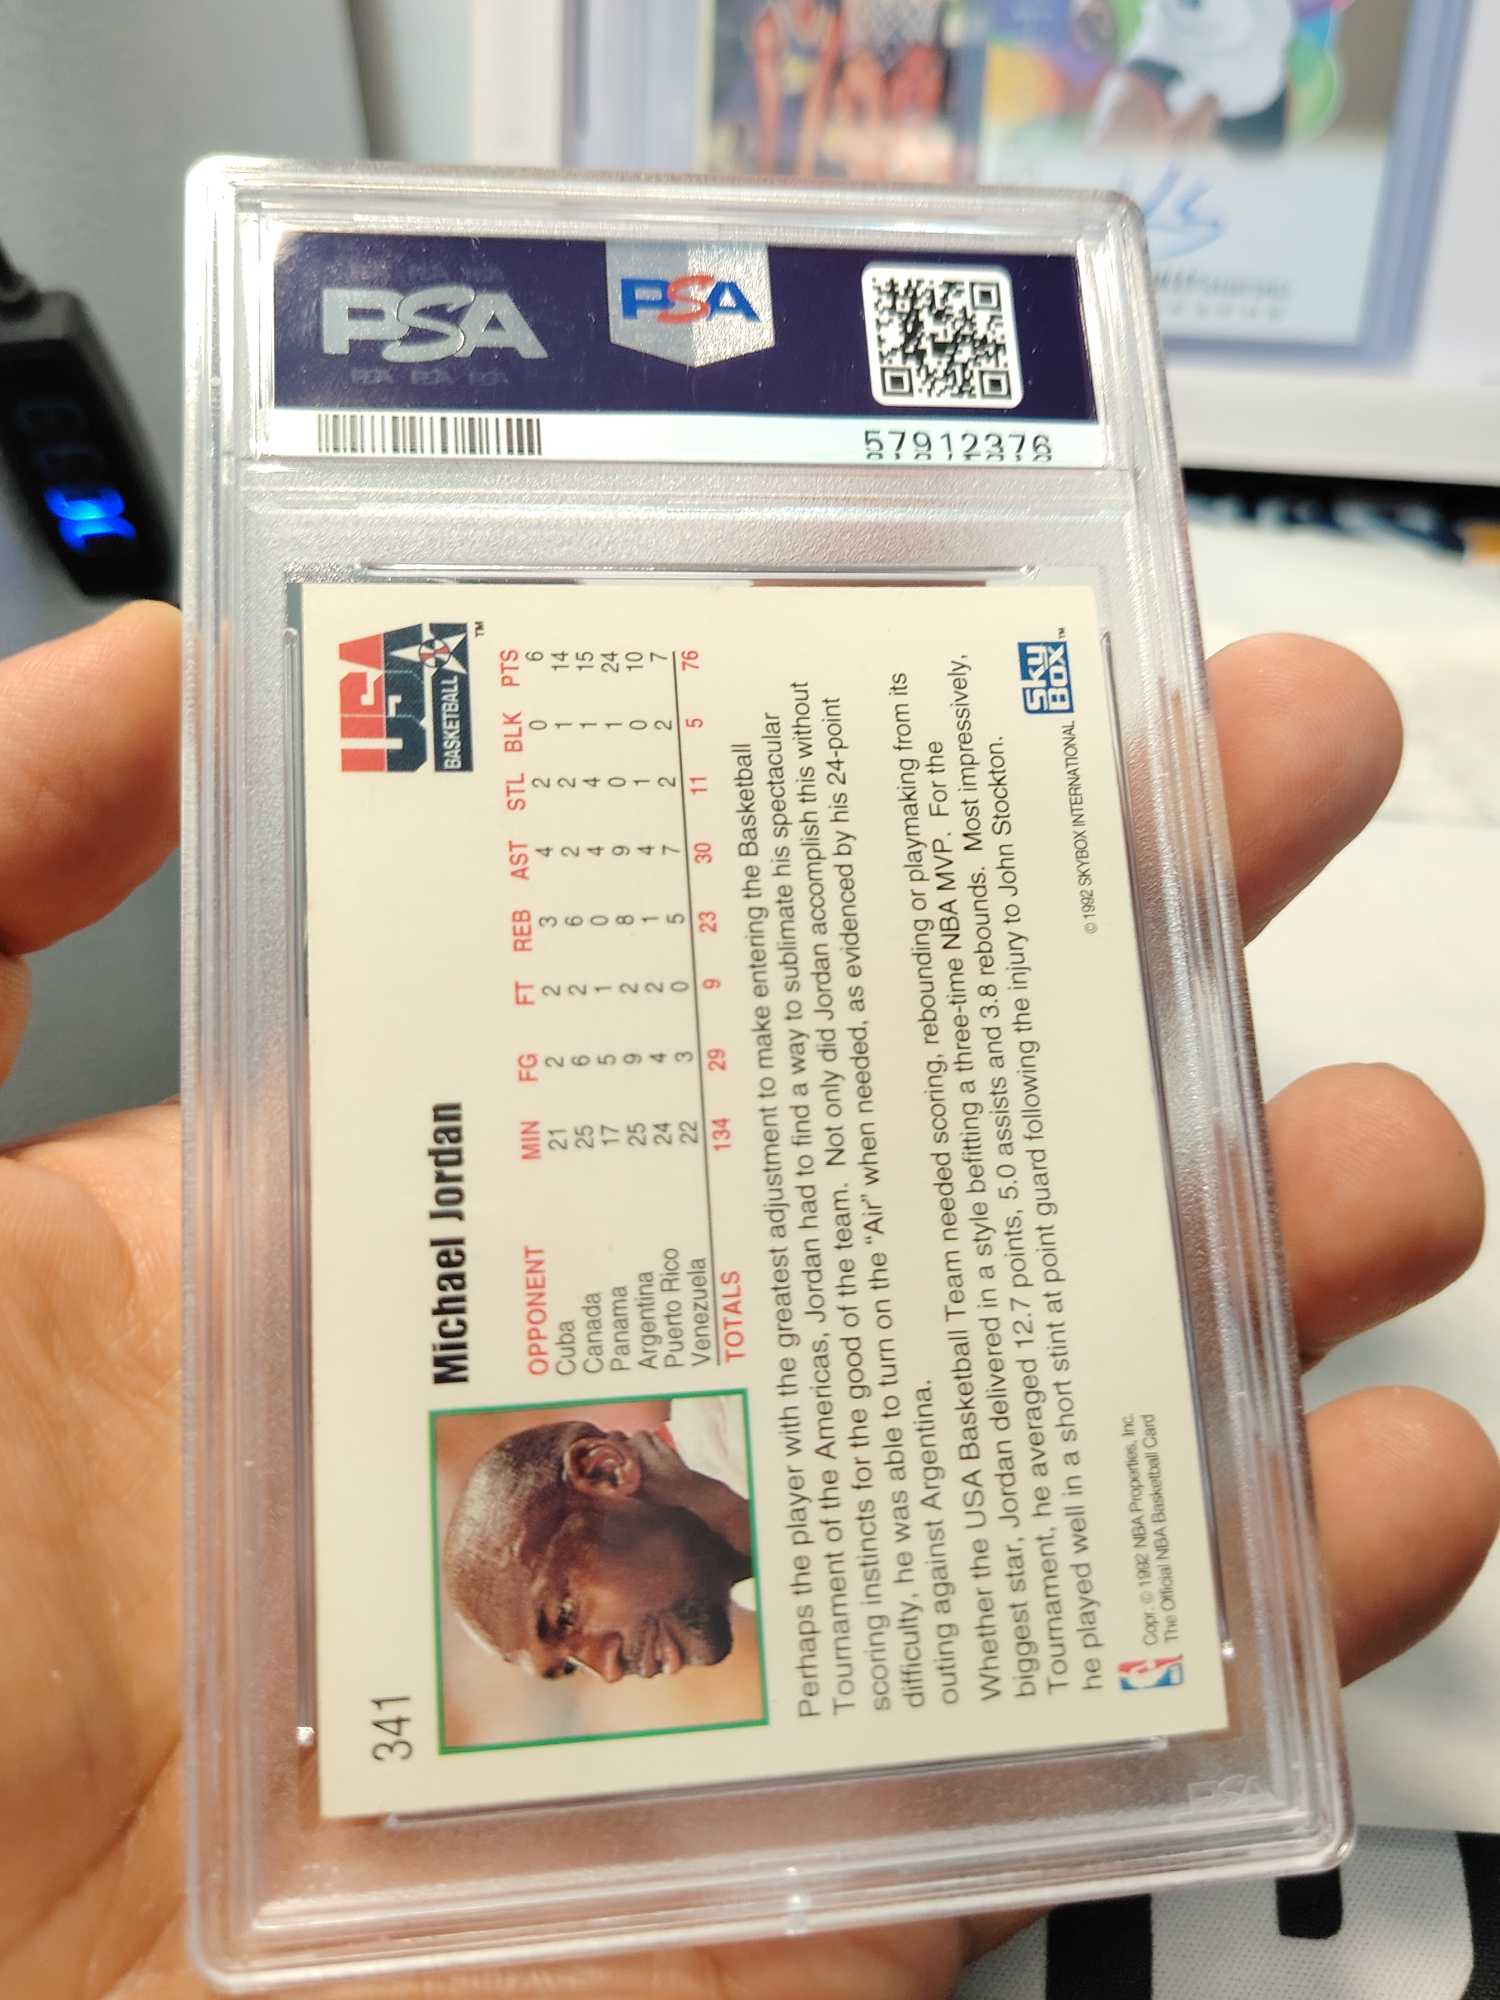 PSA
PSA
57912376
341
USA
BASKETBALL
TM
Michael Jordan
OPPONENT MIN FG FT REB AST STL BLK PTS
Cuba 21 2 2 3 4 2 0 6
Canada 25 6 2 6 2 2 1 14
Panama 17 5 1 0 4 4 1 15
Argentina 25 9 2 8 9 0 1 24
Puerto Rico 24 4 2 1 4 1 0 10
Venezuela 22 3 0 5 7 2 2 7
TOTALS 134 29 9 23 30 11 5 76
Perhaps the player with the greatest adjustment to make entering the Basketball
Tournament of the Americas, Jordan had to find a way to sublimate his spectacular
scoring instincts for the good of the team. Not only did Jordan accomplish this without
difficulty, he was able to turn on the “Air” when needed, as evidenced by his 24-point
outing against Argentina.
Whether the USA Basketball Team needed scoring, rebounding or playmaking from its
biggest star, Jordan delivered in a style befitting a three-time NBA MVP. For the
Tournament, he averaged 12.7 points, 5.0 assists and 3.8 rebounds. Most impressively,
he played well in a short stint at point guard following the injury to John Stockton.
Copr. © 1992 NBA Properties, Inc.
The Official NBA Basketball Card
© 1992 SKYBOX INTERNATIONAL
Sky
Box
TM
PSA